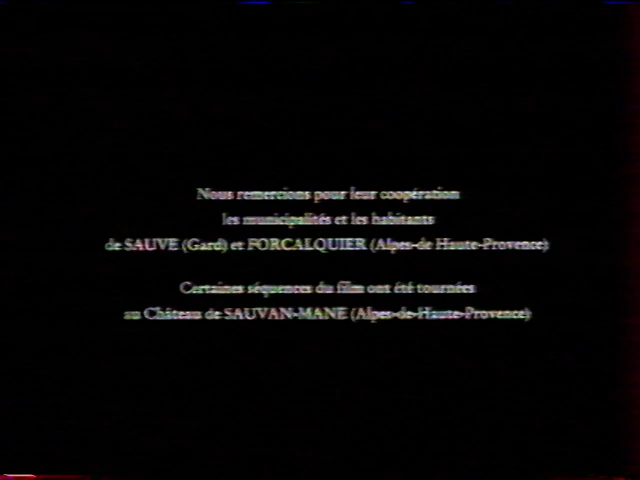 Nous remercions pour leur coopération
les municipalités et les habitants
de SAUVE (Gard) et FORCALQUIER (Alpes-de Haute-Provence)
Certaines séquences du film ont été tournées
au Château de SAUVAN-MANE (Alpes-de-Haute-Provence)